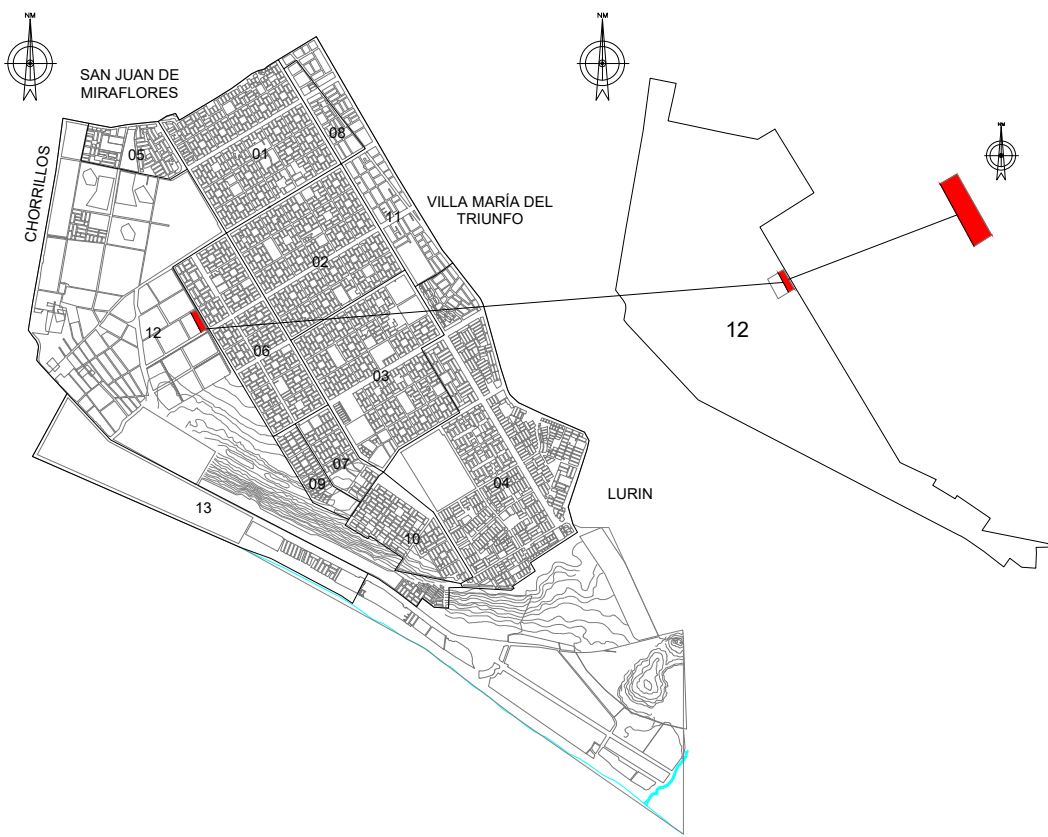 NM
NM
SAN JUAN DE
MIRAFLORES
NM
CHORRILLOS
08
05
01
VILLA MARÍA DEL
TRIUNFO
11
02
12
12
06
03
07
09
04
LURIN
13
10